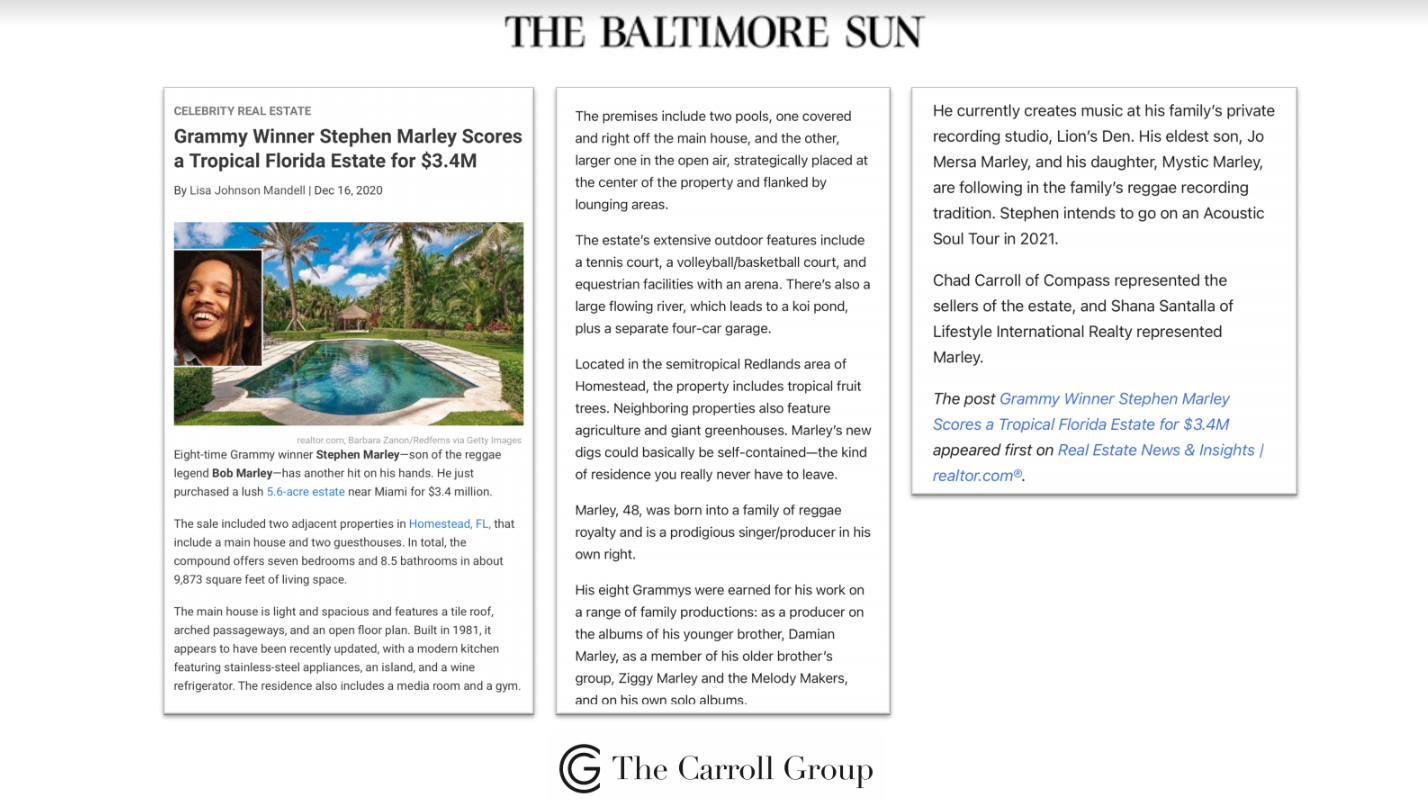 THE BALTIMORE SUN
CELEBRITY REAL ESTATE
Grammy Winner Stephen Marley Scores
a Tropical Florida Estate for $3.4M
By Lisa Johnson Mandell | Dec 16, 2020
realtor.com, Barbara Zanon/Redferns via Getty Images
Eight-time Grammy winner Stephen Marley—son of the reggae
legend Bob Marley—has another hit on his hands. He just
purchased a lush 5.6-acre estate near Miami for $3.4 million.
The sale included two adjacent properties in Homestead, FL, that
include a main house and two guesthouses. In total, the
compound offers seven bedrooms and 8.5 bathrooms in about
9,873 square feet of living space.
The main house is light and spacious and features a tile roof,
arched passageways, and an open floor plan. Built in 1981, it
appears to have been recently updated, with a modern kitchen
featuring stainless-steel appliances, an island, and a wine
refrigerator. The residence also includes a media room and a gym.
The premises include two pools, one covered
and right off the main house, and the other,
larger one in the open air, strategically placed at
the center of the property and flanked by
lounging areas.
The estate's extensive outdoor features include
a tennis court, a volleyball/basketball court, and
equestrian facilities with an arena. There's also a
large flowing river, which leads to a koi pond,
plus a separate four-car garage.
Located in the semitropical Redlands area of
Homestead, the property includes tropical fruit
trees. Neighboring properties also feature
agriculture and giant greenhouses. Marley's new
digs could basically be self-contained—the kind
of residence you really never have to leave.
Marley, 48, was born into a family of reggae
royalty and is a prodigious singer/producer in his
own right.
His eight Grammys were earned for his work on
a range of family productions: as a producer on
the albums of his younger brother, Damian
Marley, as a member of his older brother's
group, Ziggy Marley and the Melody Makers,
and on his own solo albums.
He currently creates music at his family's private
recording studio, Lion's Den. His eldest son, Jo
Mersa Marley, and his daughter, Mystic Marley,
are following in the family's reggae recording
tradition. Stephen intends to go on an Acoustic
Soul Tour in 2021.
Chad Carroll of Compass represented the
sellers of the estate, and Shana Santalla of
Lifestyle International Realty represented
Marley.
The post Grammy Winner Stephen Marley
Scores a Tropical Florida Estate for $3.4M
appeared first on Real Estate News & Insights |
realtor.com®.
The Carroll Group